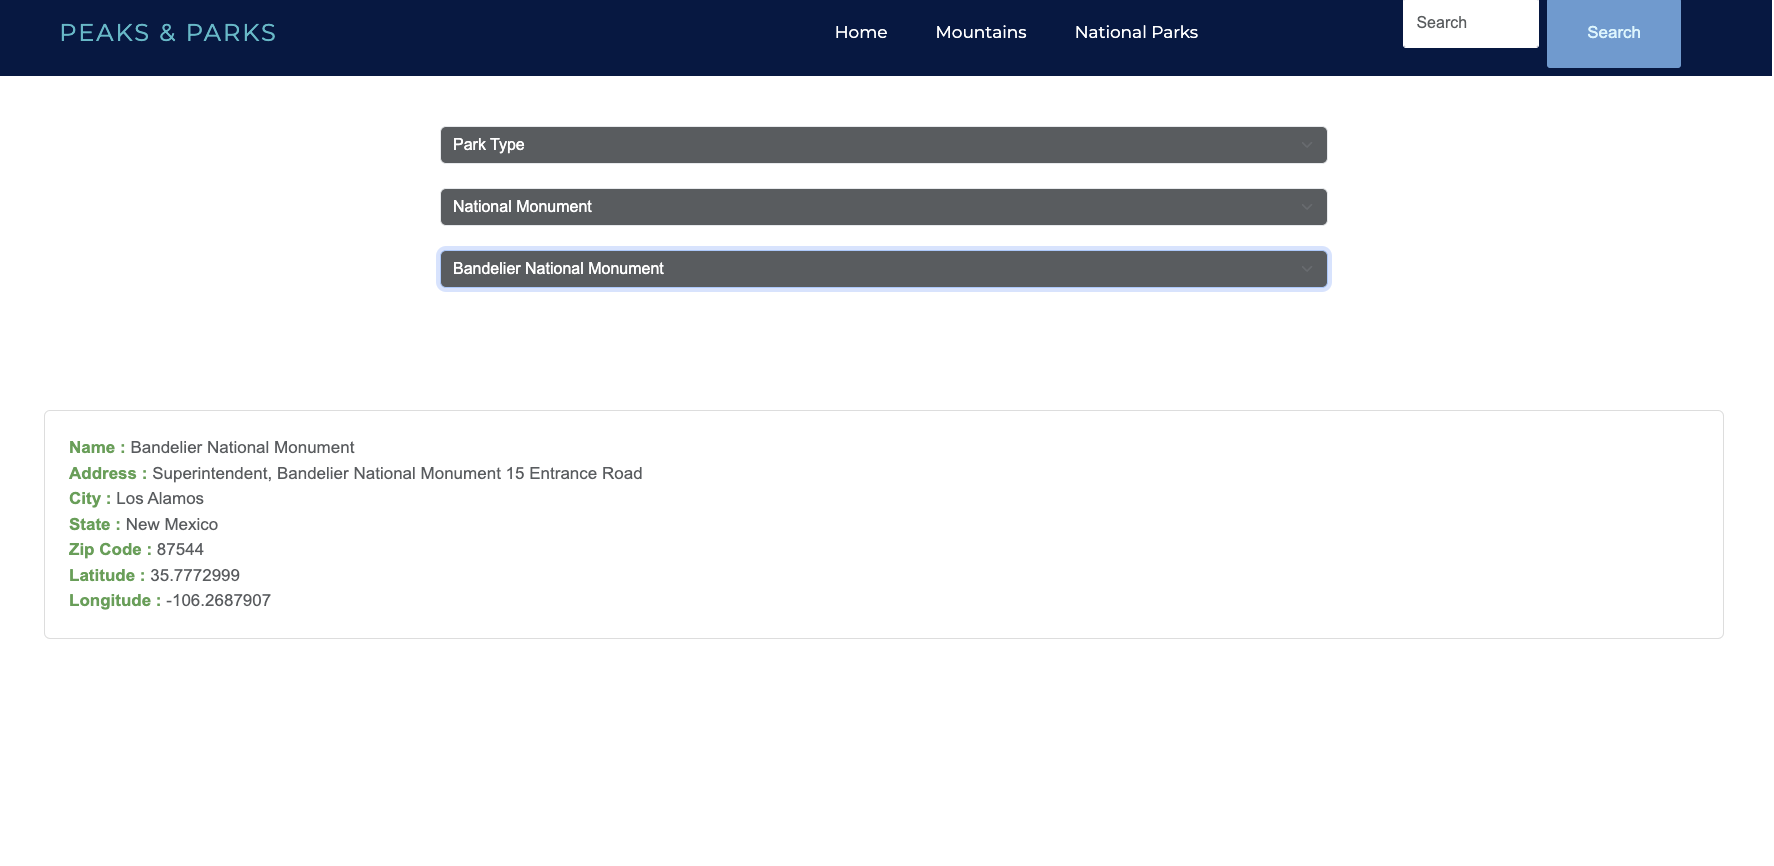 PEAKS & PARKS
Home Mountains National Parks Search Search
Park Type
National Monument
Bandelier National Monument
Name : Bandelier National Monument
Address : Superintendent, Bandelier National Monument 15 Entrance Road
City : Los Alamos
State : New Mexico
Zip Code : 87544
Latitude : 35.7772999
Longitude : -106.2687907